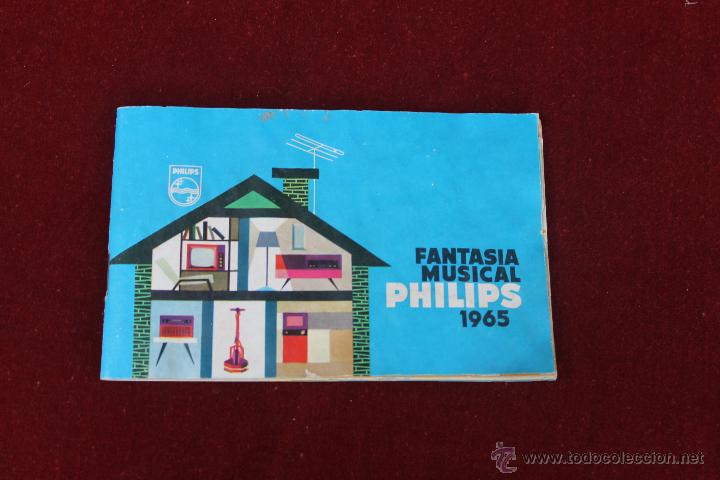 PHILIPS
FANTASIA
MUSICAL
PHILIPS
1965
© www.todocoleccion.net